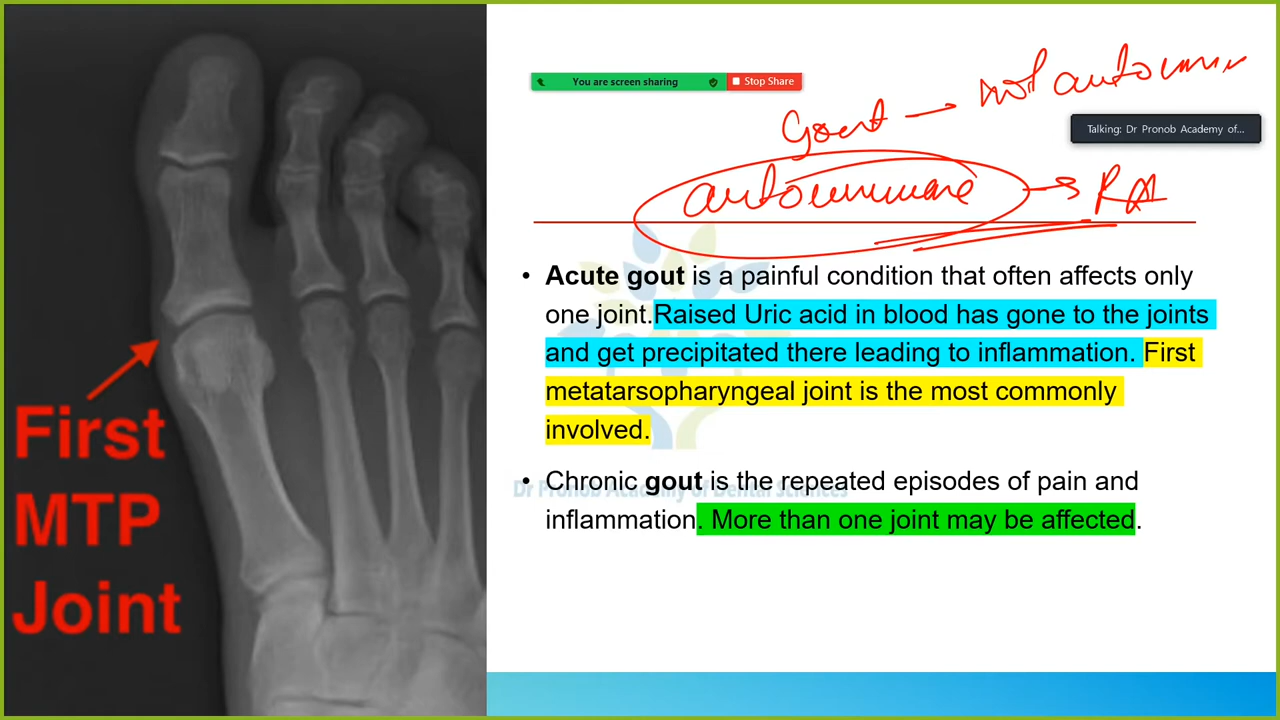 You are screen sharing
Stop Share
Gout → not autoimmun
Talking: Dr Pronob Academy of...
autoimmune → RA
First
MTP
Joint
• Acute gout is a painful condition that often affects only
one joint.Raised Uric acid in blood has gone to the joints
and get precipitated there leading to inflammation. First
metatarsopharyngeal joint is the most commonly
involved.
• Chronic gout is the repeated episodes of pain and
Dr Pronob Academy of Dental Sciences
inflammation. More than one joint may be affected.